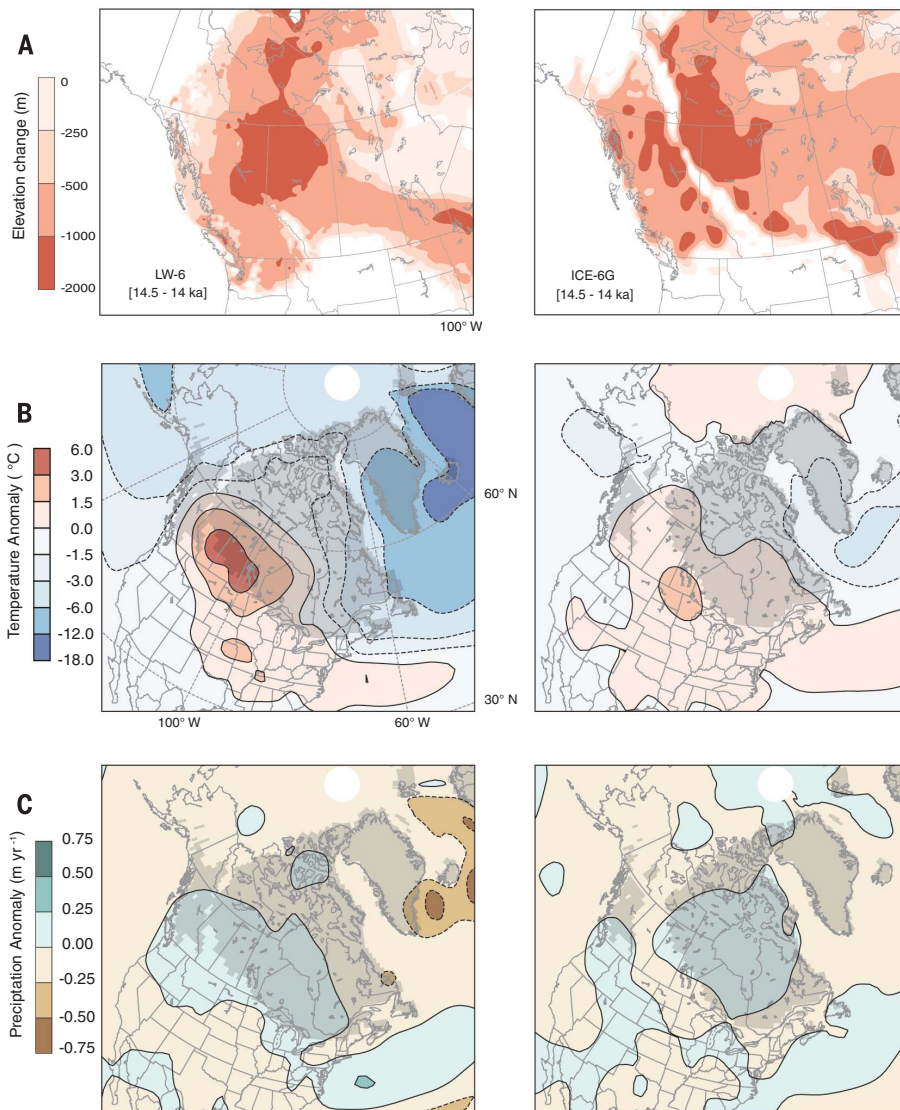 A
Elevation change (m)
0
-250
-500
-1000
-2000
LW-6
[14.5 - 14 ka]
100° W
ICE-6G
[14.5 - 14 ka]
B
Temperature Anomaly ( °C)
6.0
3.0
1.5
0.0
-1.5
-3.0
-6.0
-12.0
-18.0
60° N
30° N
100° W
60° W
C
Preciptation Anomaly (m yr⁻¹)
0.75
0.50
0.25
0.00
-0.25
-0.50
-0.75